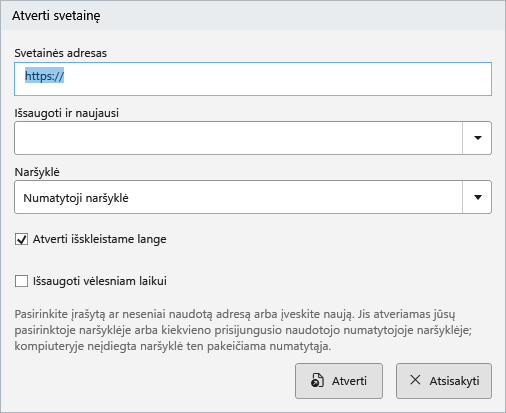 Atverti svetainę
Svetainės adresas
https://
Išsaugoti ir naujausi
Naršyklė
Numatytoji naršyklė
Atverti išskleistame lange
Išsaugoti vėlesniam laikui
Pasirinkite įrašytą ar neseniai naudotą adresą arba įveskite naują. Jis atveriamas jūsų
pasirinktoje naršyklėje arba kiekvieno prisijungusio naudotojo numatytojoje naršyklėje;
kompiuteryje neįdiegta naršyklė ten pakeičiama numatytąja.
Atverti
Atsisakyti